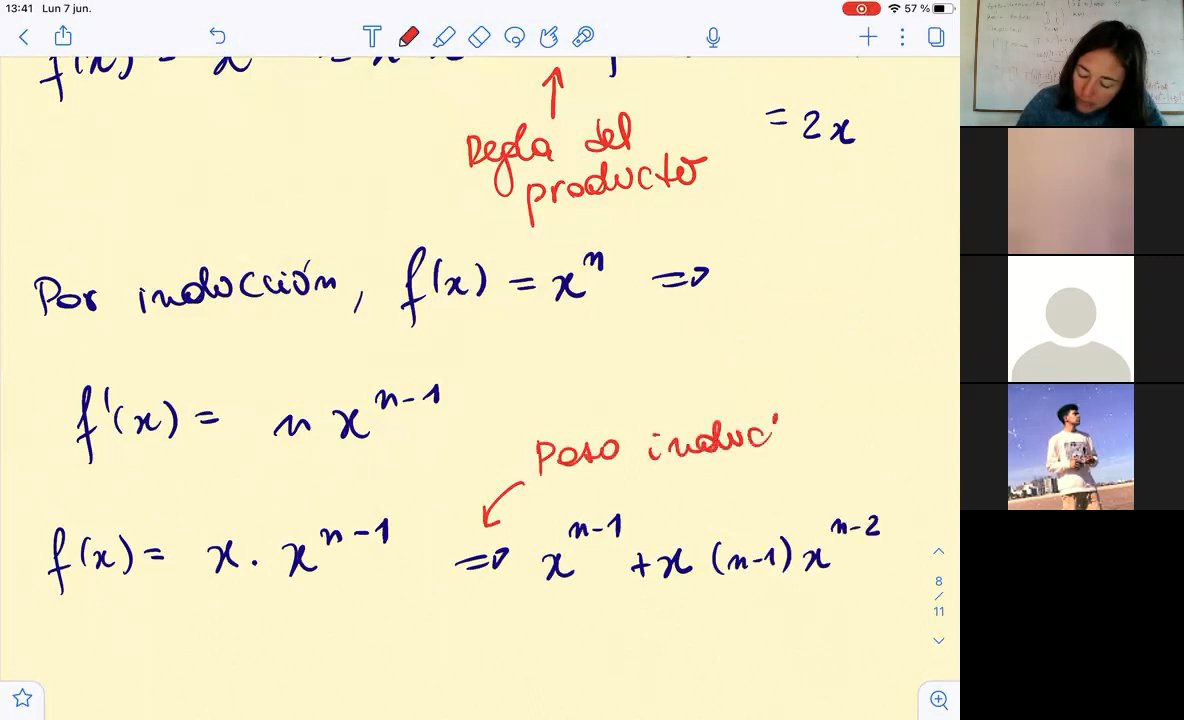 13:41 Lun 7 jun. 57 %
= 2x
Regla del
producto
Por inducción, f(x) = x^n =>
f'(x) = n x^{n-1}
Paso induc
f(x) = x . x^{n-1} => x^{n-1} + x (n-1) x^{n-2}
8
/
11